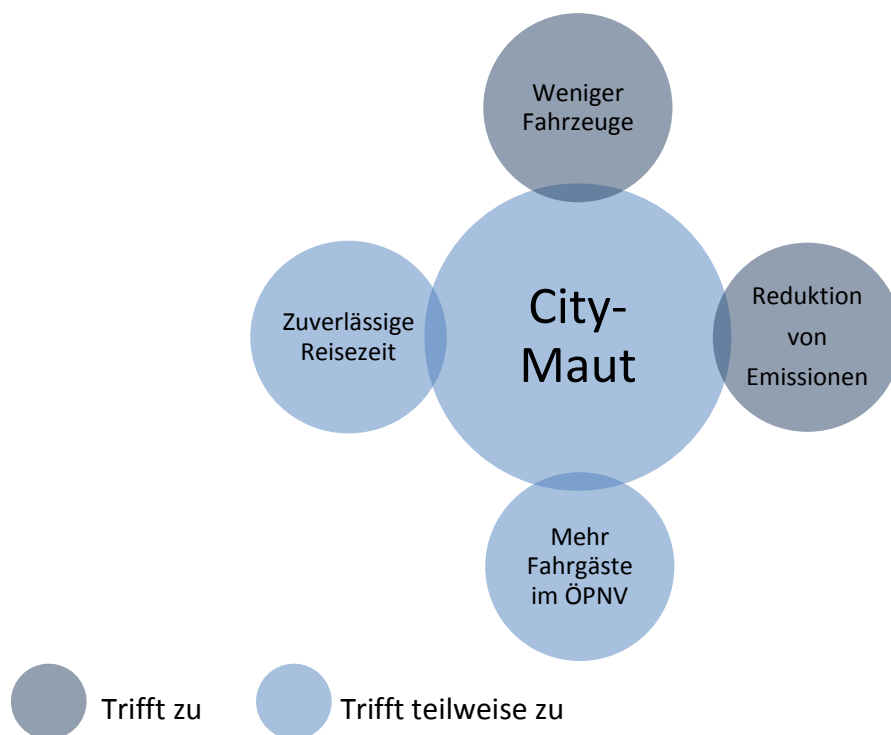 Weniger
Fahrzeuge
Zuverlässige
Reisezeit
City-
Maut
Reduktion
von
Emissionen
Mehr
Fahrgäste
im ÖPNV
Trifft zu
Trifft teilweise zu